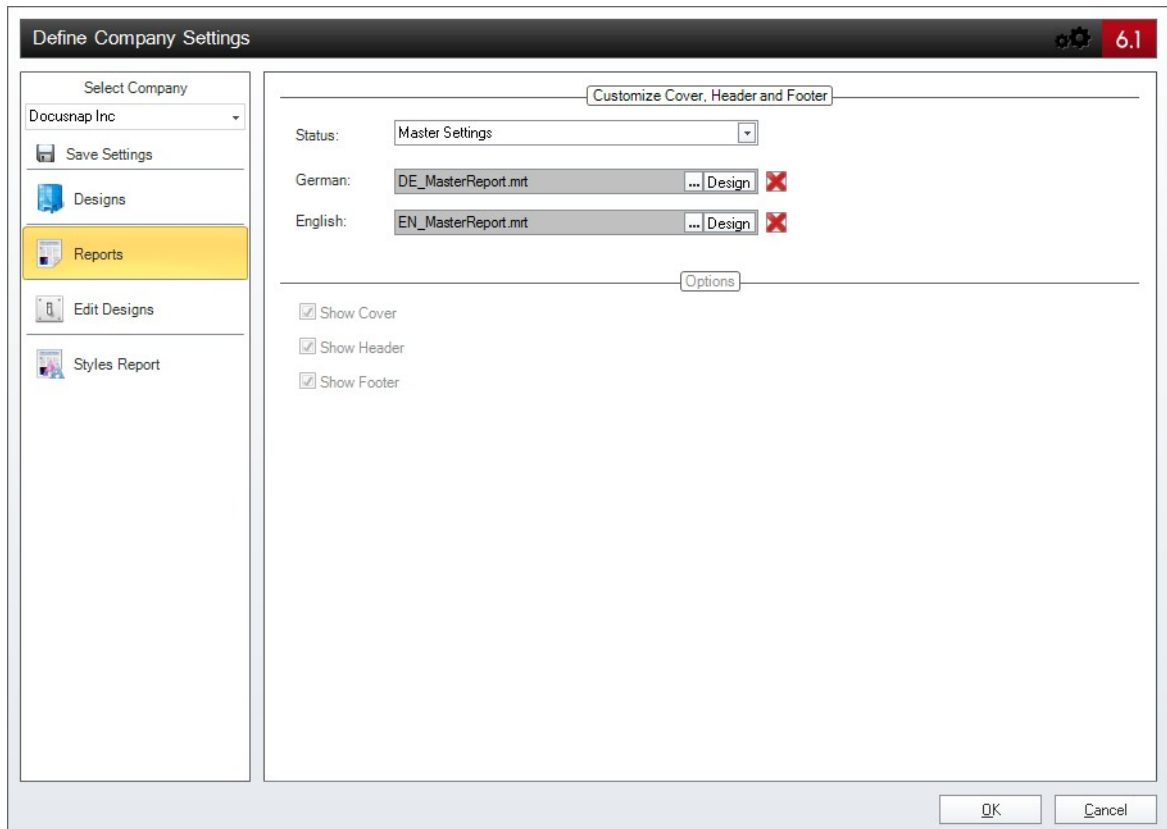 Define Company Settings
6.1
Select Company
Docusnap Inc
Save Settings
Designs
Reports
Edit Designs
Styles Report
Customize Cover, Header and Footer
Status: Master Settings
German: DE_MasterReport.mrt ... Design
English: EN_MasterReport.mrt ... Design
Options
Show Cover
Show Header
Show Footer
OK Cancel